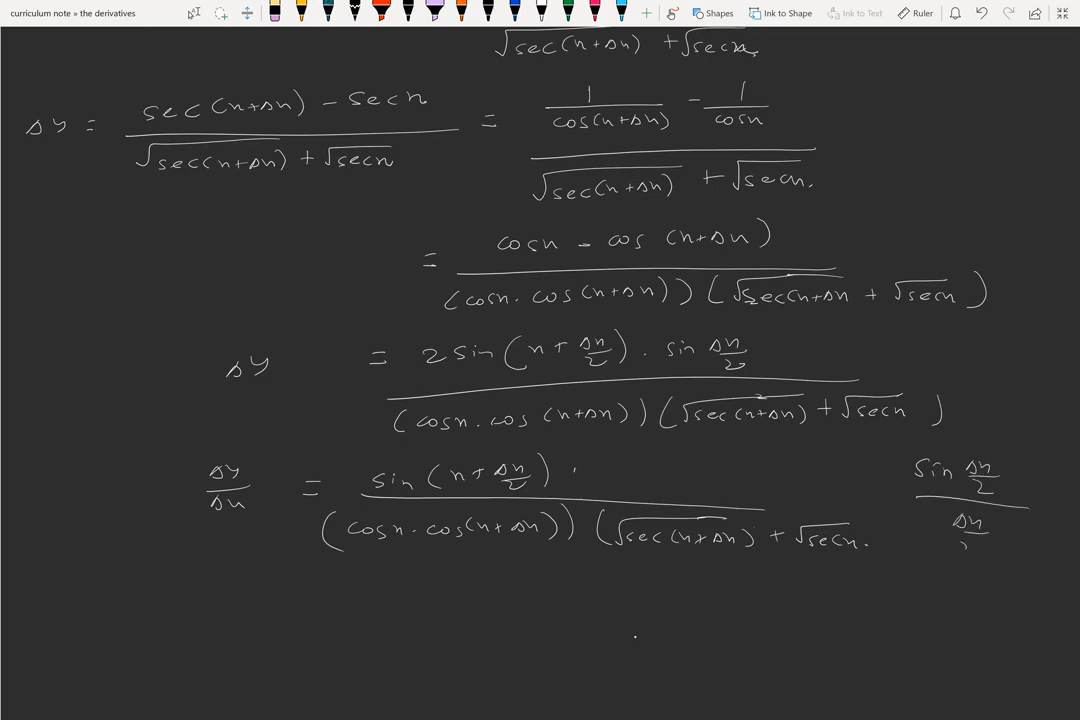 curriculum note » the derivatives
Shapes Ink to Shape Ink to Text Ruler
√sec(x+Δx) + √secx
Δy = (sec(x+Δx) - secx) / (√sec(x+Δx) + √secx) = (1/cos(x+Δx) - 1/cosx) / (√sec(x+Δx) + √secx.)
= (cosx - cos (x+Δx)) / ((cosx. cos(x+Δx)) (√sec(x+Δx) + √secx))
Δy = (2 sin (x + Δx/2) . sin Δx/2) / ((cosx. cos (x+Δx)) (√sec(x+Δx) + √secx))
Δy/Δx = (sin (x + Δx/2) .) / ((cosx. cos(x+Δx)) (√sec(x+Δx) + √secx.) sin Δx/2 / Δx/2